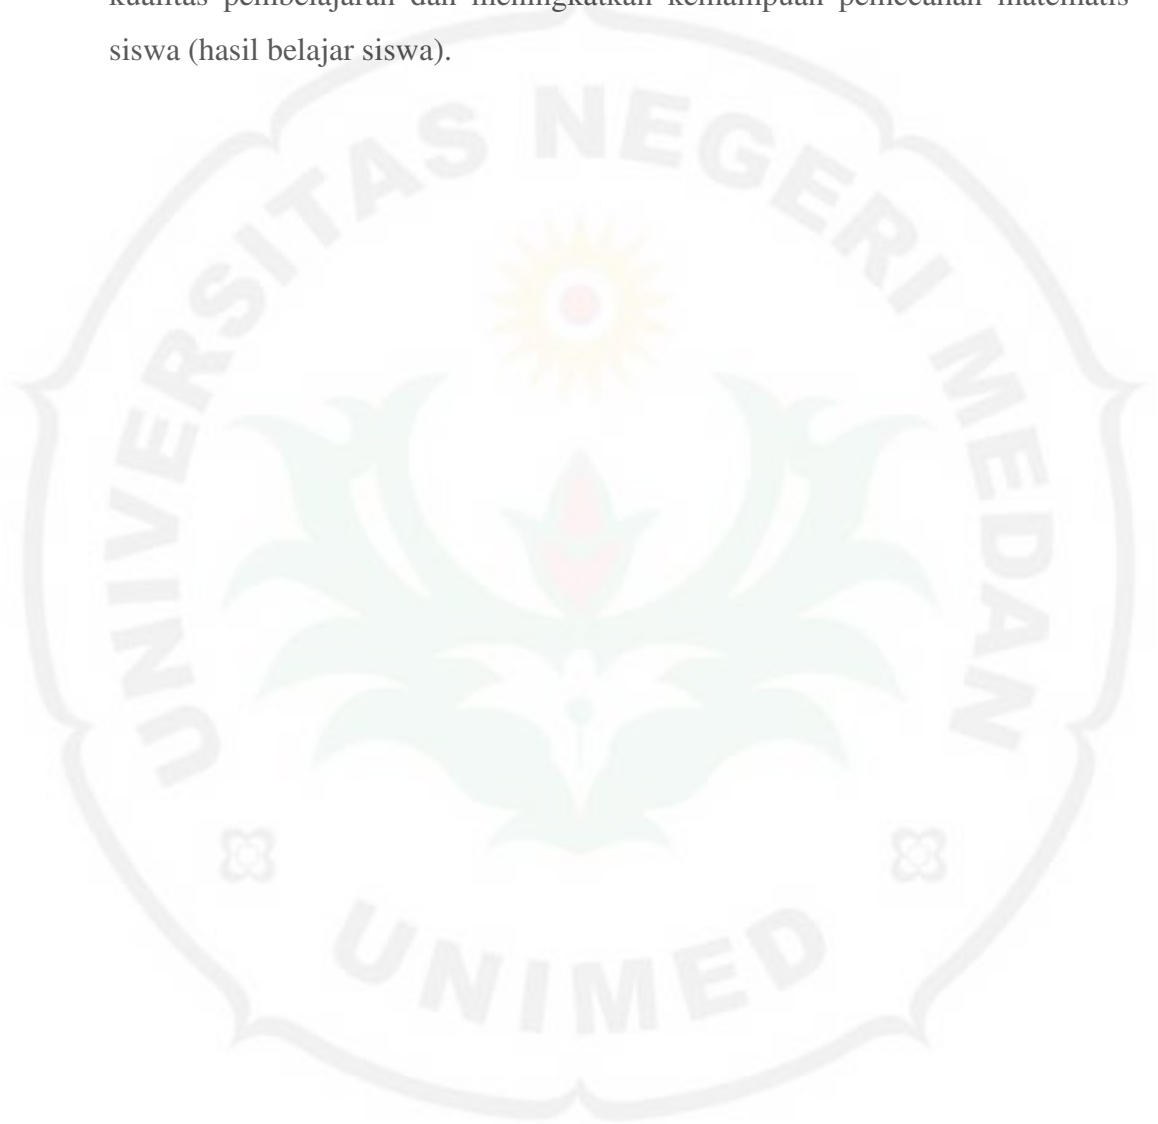 kualitas pembelajaran dan meningkatkan kemampuan pemecahan matematis
siswa (hasil belajar siswa).
UNIVERSITAS NEGERI MEDAN
UNIMED